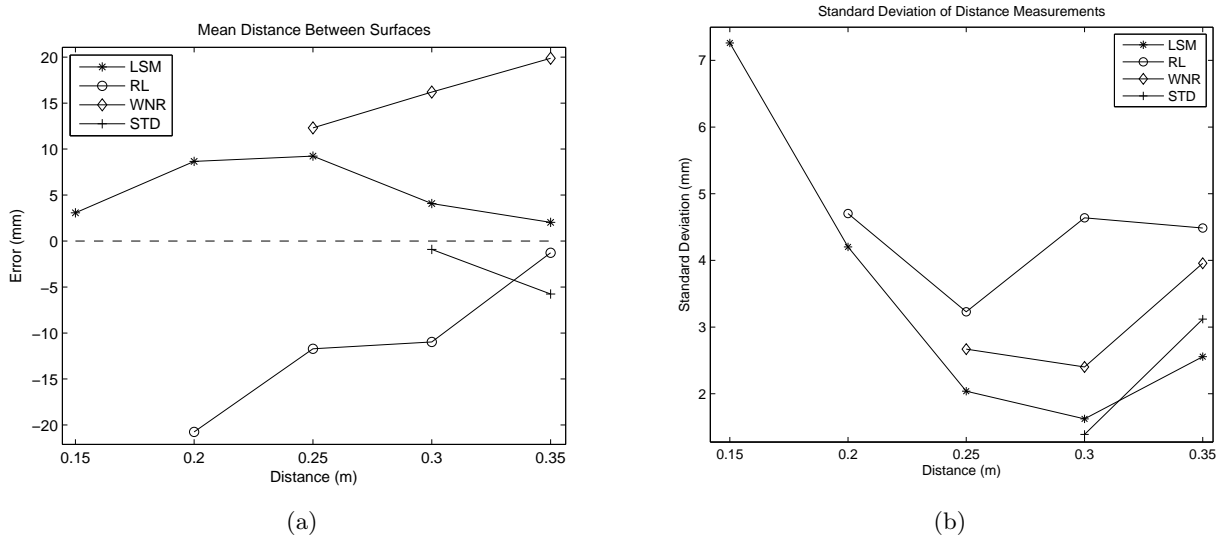 Mean Distance Between Surfaces
20
15
10
5
0
−5
−10
−15
−20
Error (mm)
LSM
RL
WNR
STD
0.15 0.2 0.25 0.3 0.35
Distance (m)
(a)
Standard Deviation of Distance Measurements
7
6
5
4
3
2
Standard Deviation (mm)
LSM
RL
WNR
STD
0.15 0.2 0.25 0.3 0.35
Distance (m)
(b)